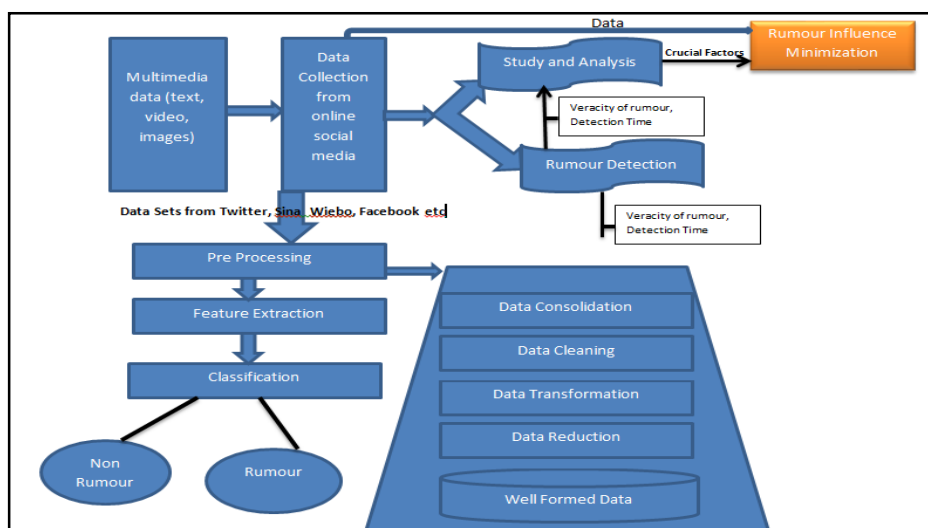 Data
Rumour Influence
Minimization
Multimedia
data (text,
video,
images)
Data
Collection
from
online
social
media
Study and Analysis
Crucial Factors
Veracity of rumour,
Detection Time
Rumour Detection
Veracity of rumour,
Detection Time
Data Sets from Twitter, Sina Wiebo, Facebook etc
Pre Processing
Feature Extraction
Classification
Non
Rumour
Rumour
Data Consolidation
Data Cleaning
Data Transformation
Data Reduction
Well Formed Data